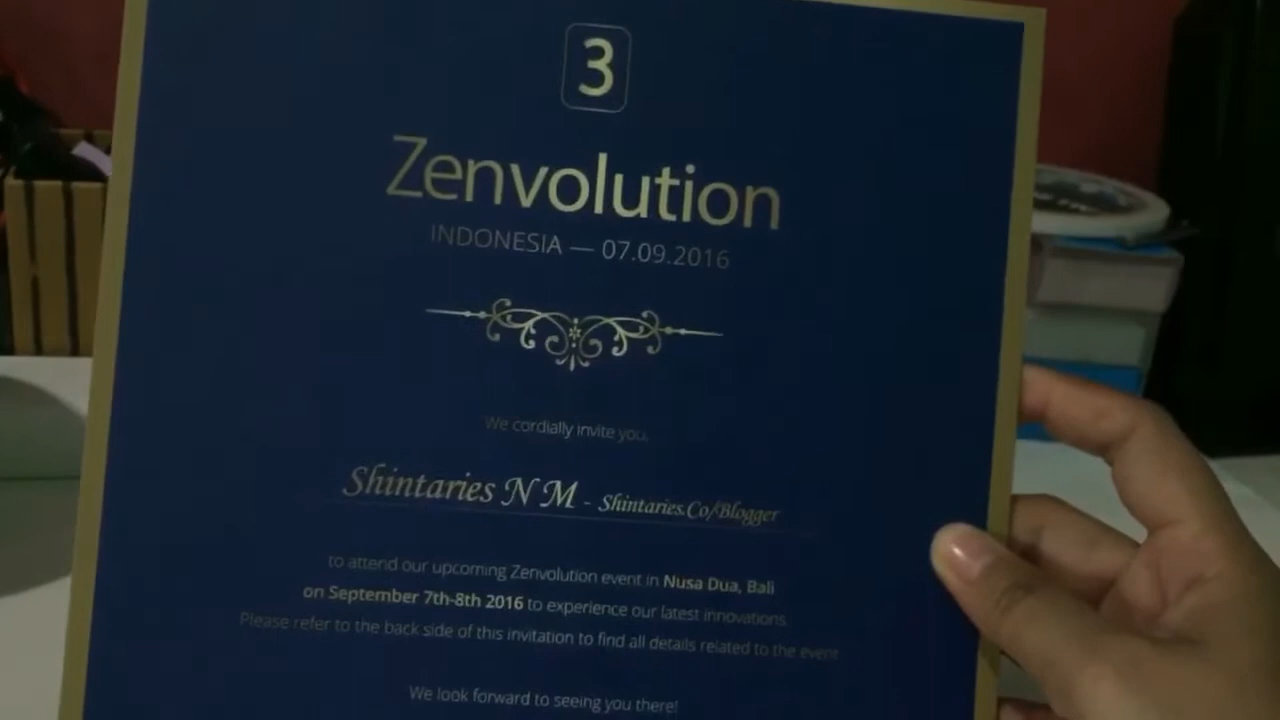 3
Zenvolution
INDONESIA — 07.09.2016
We cordially invite you,
Shintaries N M - Shintaries.Co/Blogger
to attend our upcoming Zenvolution event in Nusa Dua, Bali
on September 7th-8th 2016 to experience our latest innovations.
Please refer to the back side of this invitation to find all details related to the event
We look forward to seeing you there!